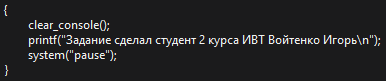 {
clear_console();
printf("Задание сделал студент 2 курса ИВТ Войтенко Игорь\n");
system("pause");
}